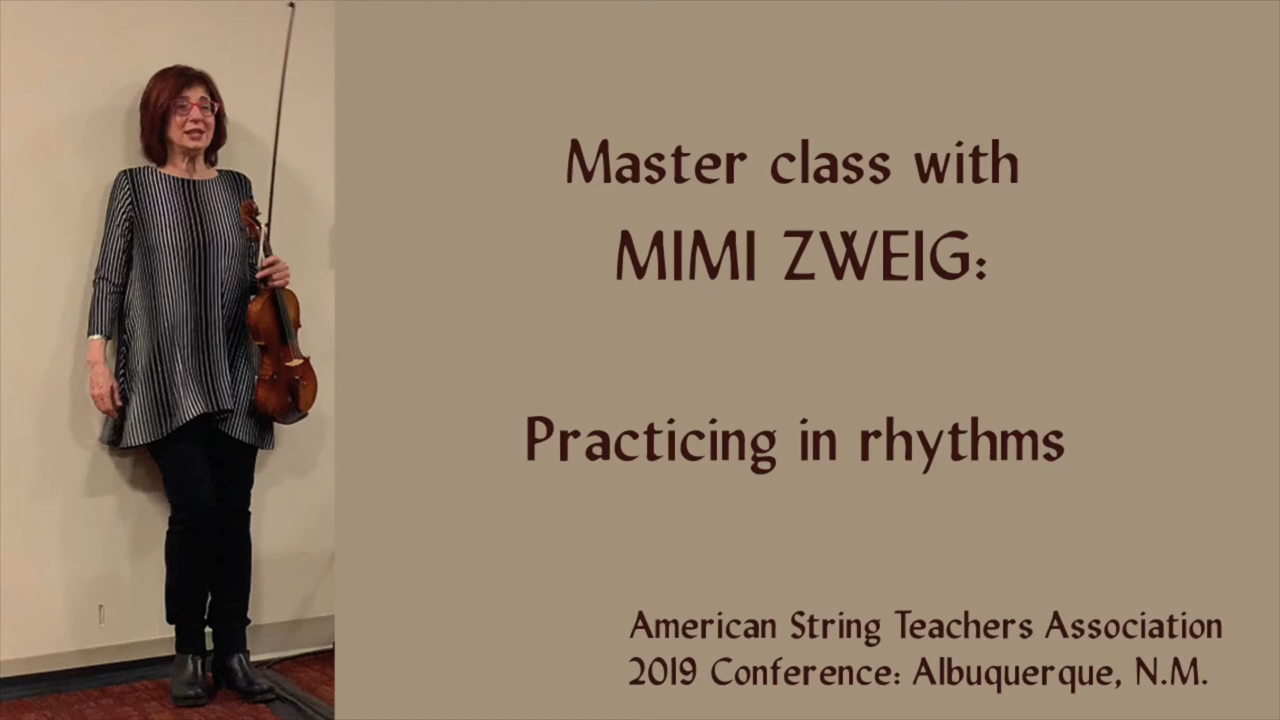 Master class with
MIMI ZWEIG:
Practicing in rhythms
American String Teachers Association
2019 Conference: Albuquerque, N.M.